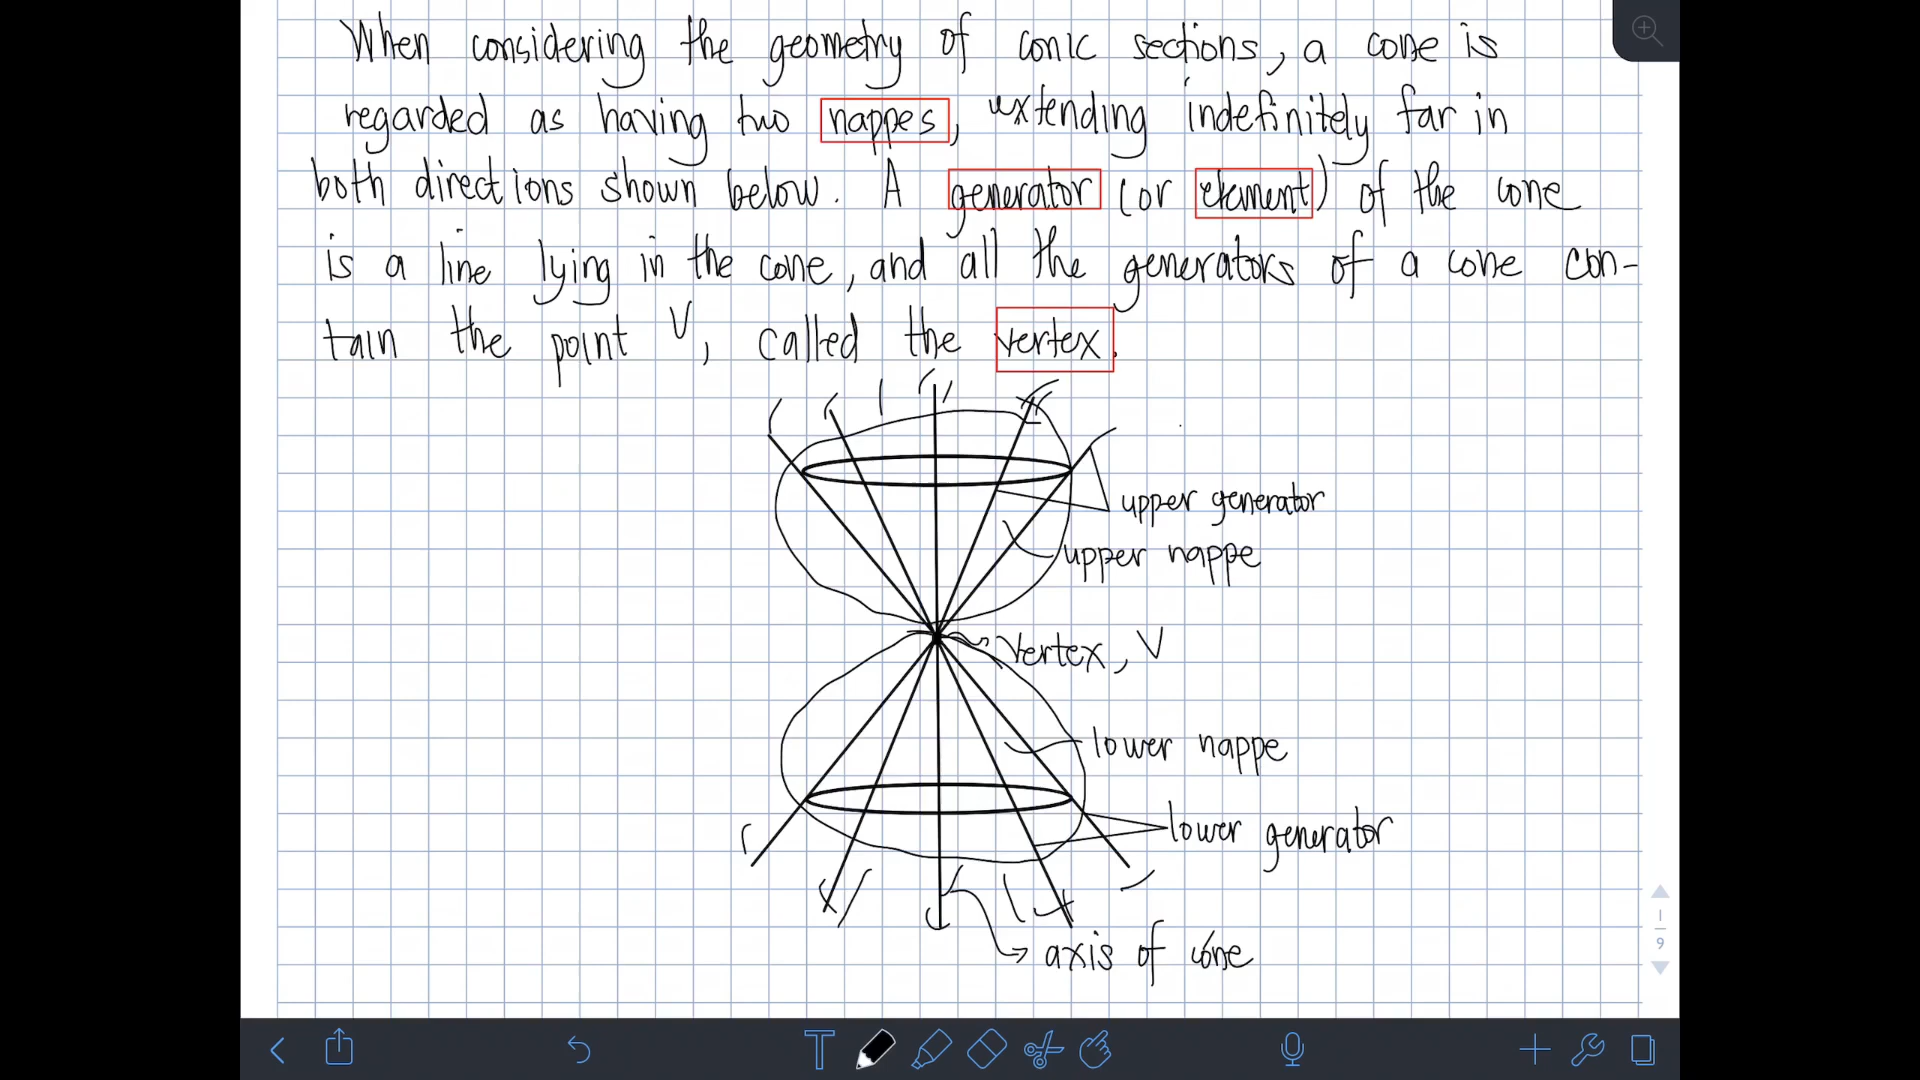 When considering the geometry of conic sections, a cone is
regarded as having two nappes, extending indefinitely far in
both directions shown below. A generator (or element) of the cone
is a line lying in the cone, and all the generators of a cone con-
tain the point V, called the vertex.
upper generator
upper nappe
Vertex, V
lower nappe
lower generator
axis of cone
1
9
T